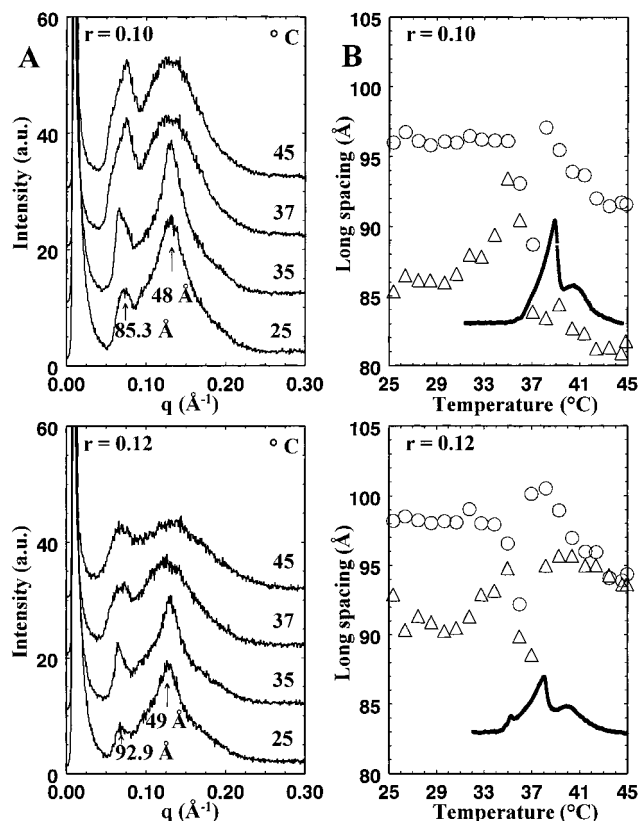 A
r = 0.10
° C
60
40
20
0
Intensity (a.u.)
45
37
35
25
48 Å
85.3 Å
0.00 0.10 0.20 0.30
q (Å⁻¹)
B
r = 0.10
105
100
95
90
85
80
Long spacing (Å)
25 29 33 37 41 45
Temperature (°C)
r = 0.12
° C
60
40
20
0
Intensity (a.u.)
45
37
35
25
49 Å
92.9 Å
0.00 0.10 0.20 0.30
q (Å⁻¹)
r = 0.12
105
100
95
90
85
80
Long spacing (Å)
25 29 33 37 41 45
Temperature (°C)